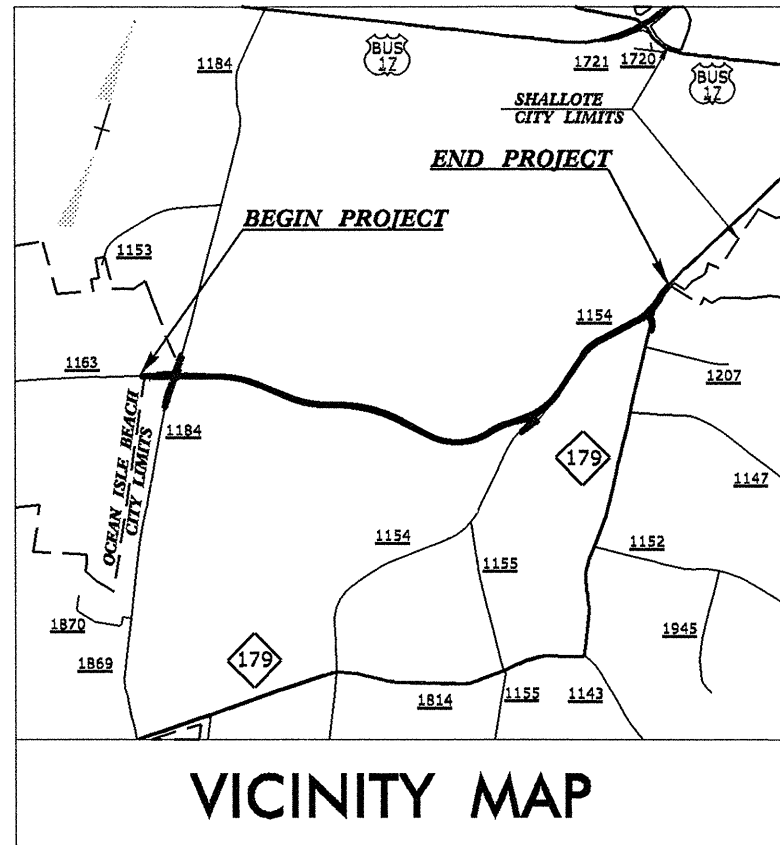 BUS
17
1184
1721
1720
BUS
17
SHALLOTE
CITY LIMITS
END PROJECT
BEGIN PROJECT
1153
1154
1163
1207
1184
OCEAN ISLE BEACH
CITY LIMITS
179
1147
1154
1155
1152
1870
1945
1869
179
1814
1155
1143
VICINITY MAP